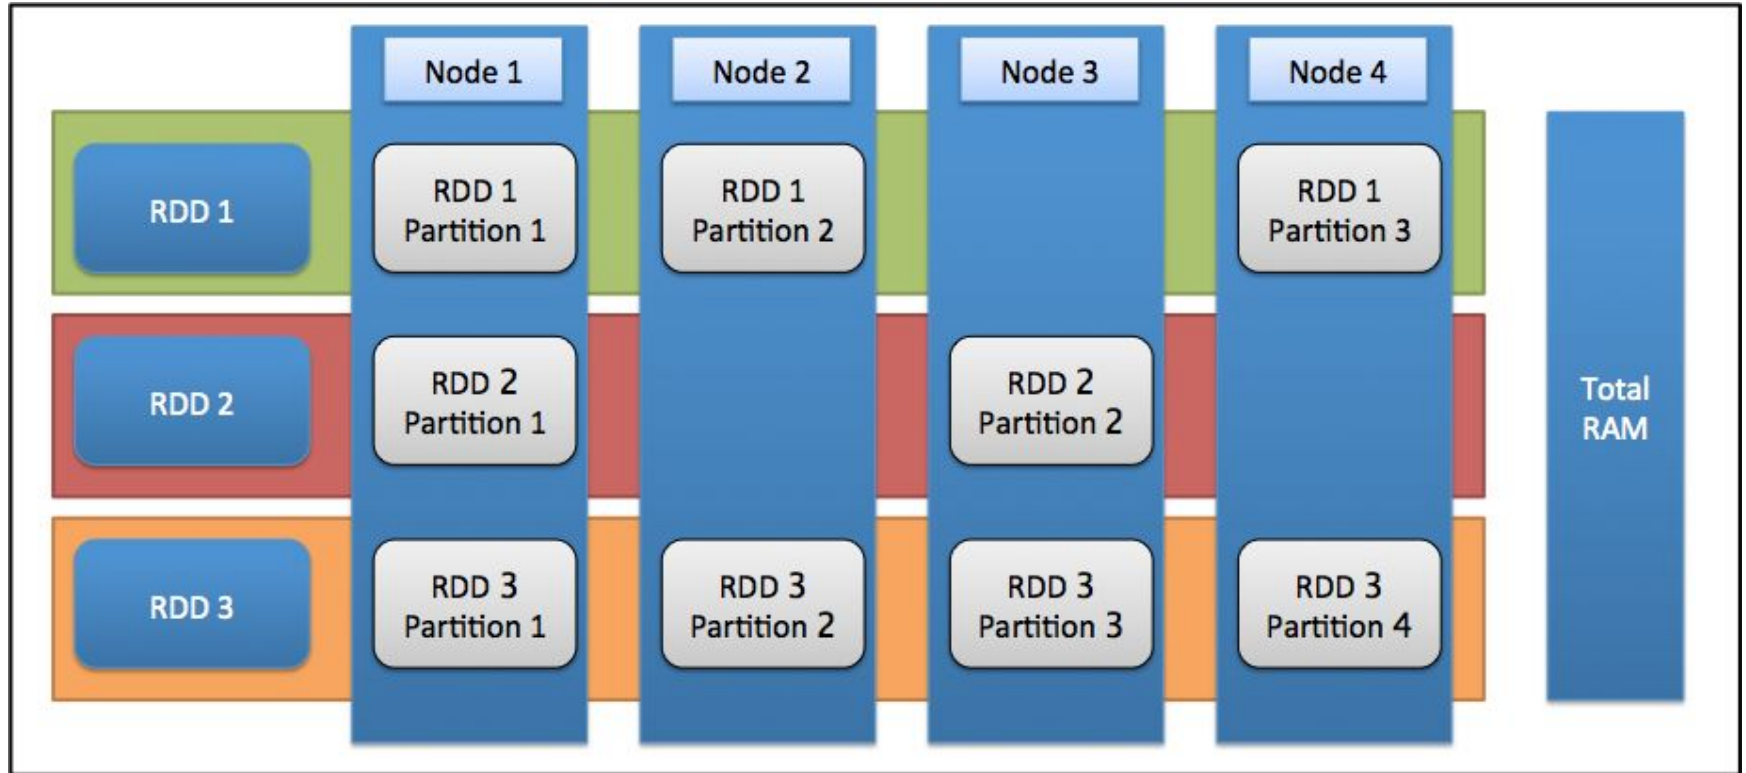 Node 1
Node 2
Node 3
Node 4
RDD 1
RDD 1
Partition 1
RDD 1
Partition 2
RDD 1
Partition 3
RDD 2
RDD 2
Partition 1
RDD 2
Partition 2
RDD 3
RDD 3
Partition 1
RDD 3
Partition 2
RDD 3
Partition 3
RDD 3
Partition 4
Total
RAM